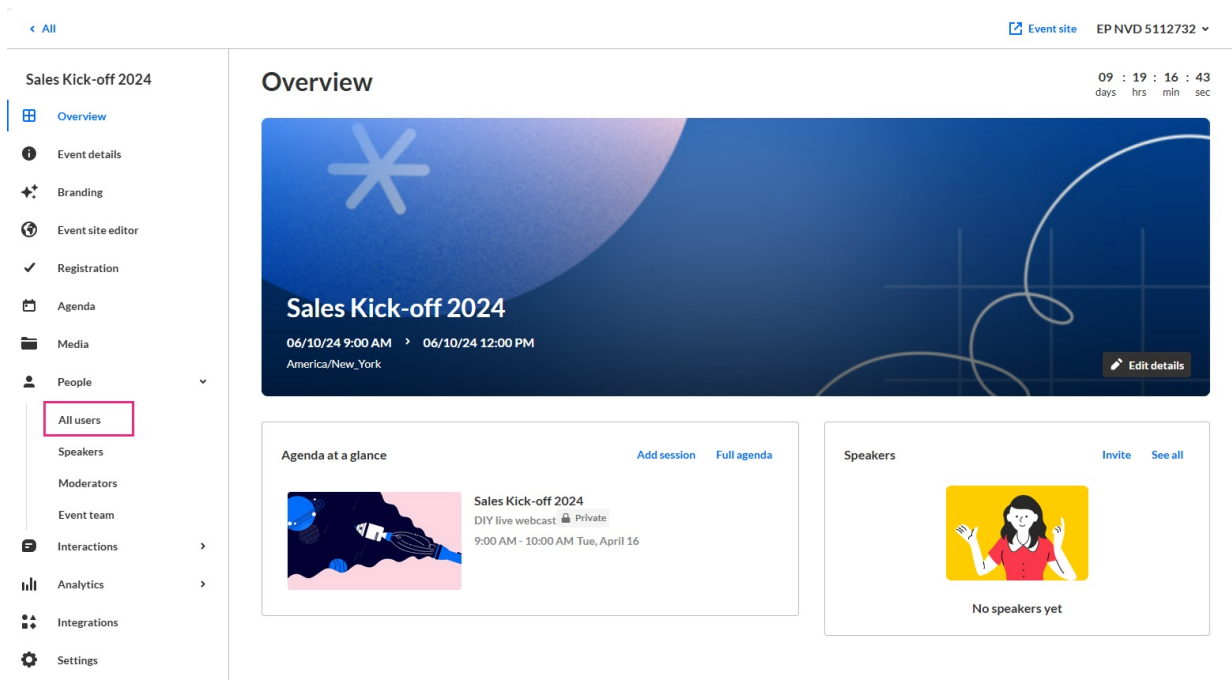 All
Event site
EP NVD 5112732
Sales Kick-off 2024
Overview
Event details
Branding
Event site editor
Registration
Agenda
Media
People
All users
Speakers
Moderators
Event team
Interactions
Analytics
Integrations
Settings
Overview
09 : 19 : 16 : 43
days hrs min sec
Sales Kick-off 2024
06/10/24 9:00 AM > 06/10/24 12:00 PM
America/New_York
Edit details
Agenda at a glance
Add session
Full agenda
Sales Kick-off 2024
DIY live webcast Private
9:00 AM - 10:00 AM Tue, April 16
Speakers
Invite
See all
No speakers yet